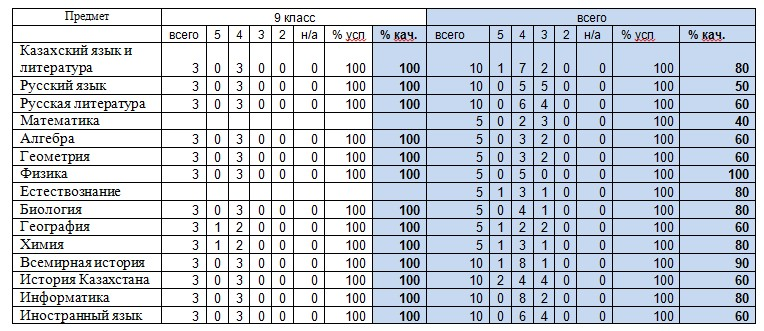 Предмет 9 класс всего
всего 5 4 3 2 н/а % усп % кач. всего 5 4 3 2 н/а % усп % кач.
Казахский язык и
литература 3 0 3 0 0 0 100 100 10 1 7 2 0 0 100 80
Русский язык 3 0 3 0 0 0 100 100 10 0 5 5 0 0 100 50
Русская литература 3 0 3 0 0 0 100 100 10 0 6 4 0 0 100 60
Математика 5 0 2 3 0 0 100 40
Алгебра 3 0 3 0 0 0 100 100 5 0 3 2 0 0 100 60
Геометрия 3 0 3 0 0 0 100 100 5 0 3 2 0 0 100 60
Физика 3 0 3 0 0 0 100 100 5 0 5 0 0 0 100 100
Естествознание 5 1 3 1 0 0 100 80
Биология 3 0 3 0 0 0 100 100 5 0 4 1 0 0 100 80
География 3 1 2 0 0 0 100 100 5 1 2 2 0 0 100 60
Химия 3 1 2 0 0 0 100 100 5 1 3 1 0 0 100 80
Всемирная история 3 0 3 0 0 0 100 100 10 1 8 1 0 0 100 90
История Казахстана 3 0 3 0 0 0 100 100 10 2 4 4 0 0 100 60
Информатика 3 0 3 0 0 0 100 100 10 0 8 2 0 0 100 80
Иностранный язык 3 0 3 0 0 0 100 100 10 0 6 4 0 0 100 60